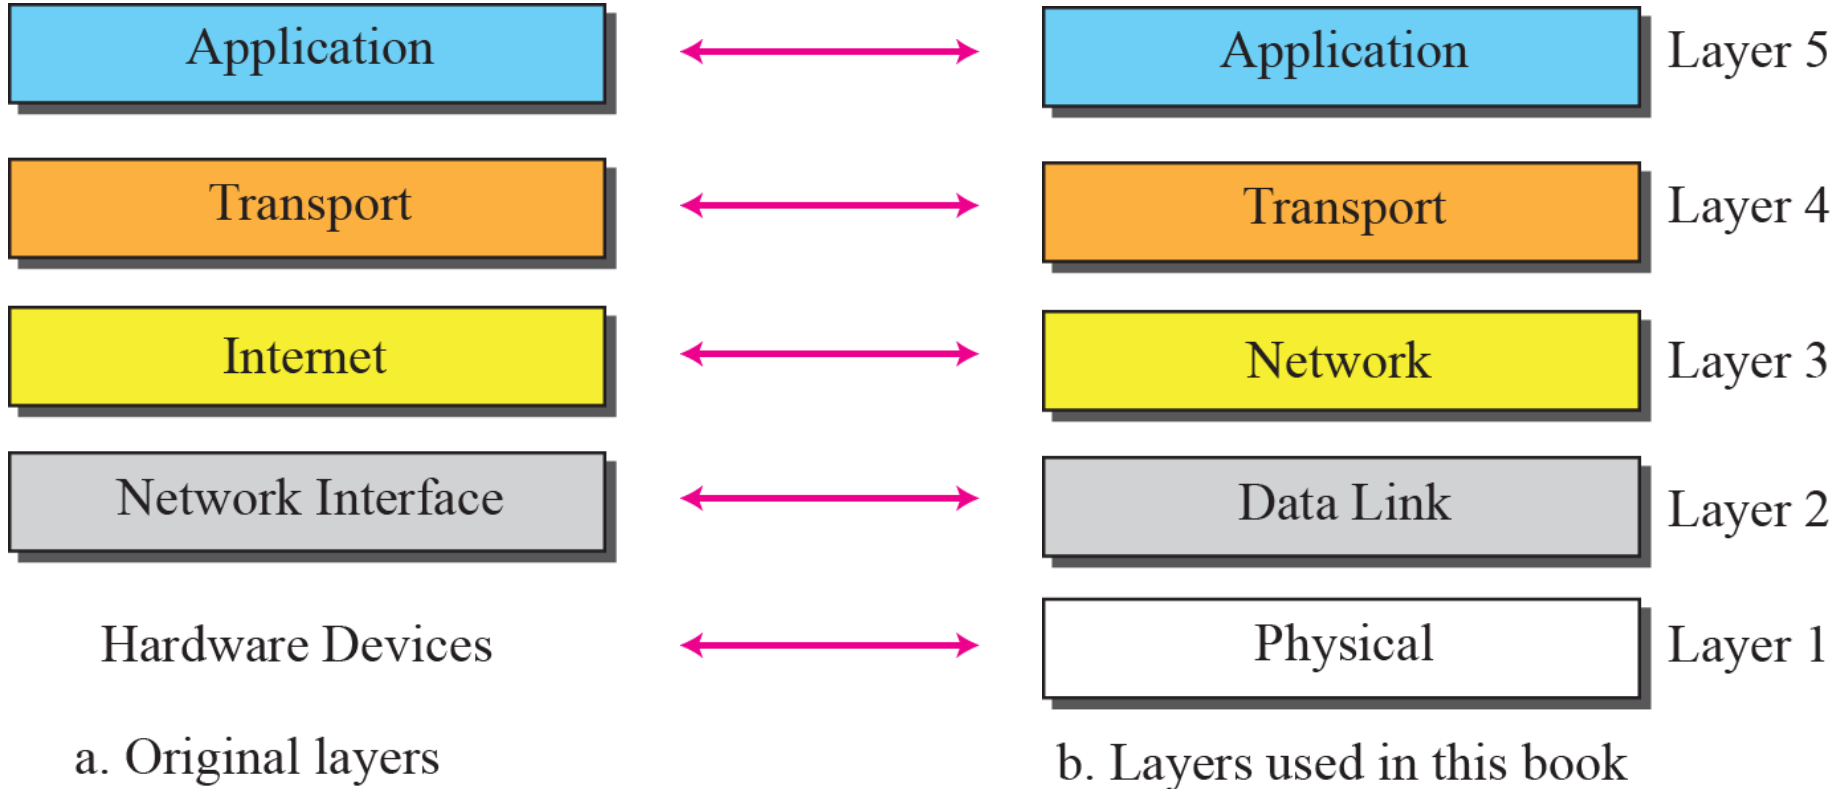 Application
Application
Layer 5
Transport
Transport
Layer 4
Internet
Network
Layer 3
Network Interface
Data Link
Layer 2
Hardware Devices
Physical
Layer 1
a. Original layers
b. Layers used in this book